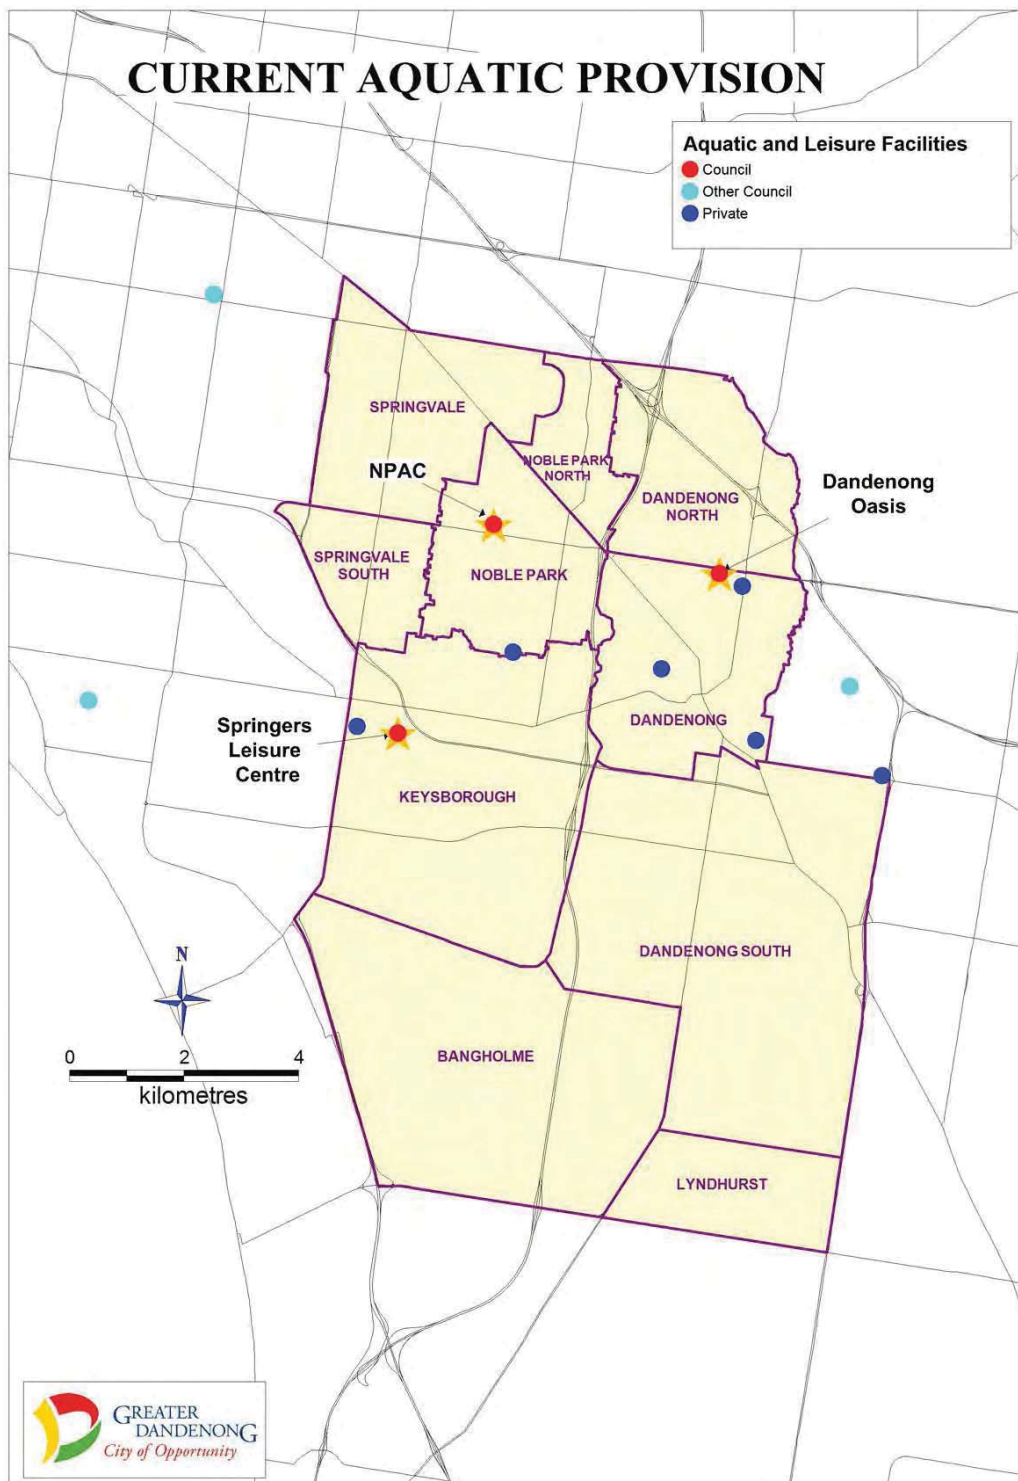 CURRENT AQUATIC PROVISION
Aquatic and Leisure Facilities
Council
Other Council
Private
SPRINGVALE
NOBLE PARK
NORTH
NPAC
DANDENONG
NORTH
Dandenong
Oasis
SPRINGVALE
SOUTH
NOBLE PARK
Springers
Leisure
Centre
DANDENONG
KEYSBOROUGH
DANDENONG SOUTH
N
BANGHOLME
0 2 4
kilometres
LYNDHURST
GREATER
DANDENONG
City of Opportunity